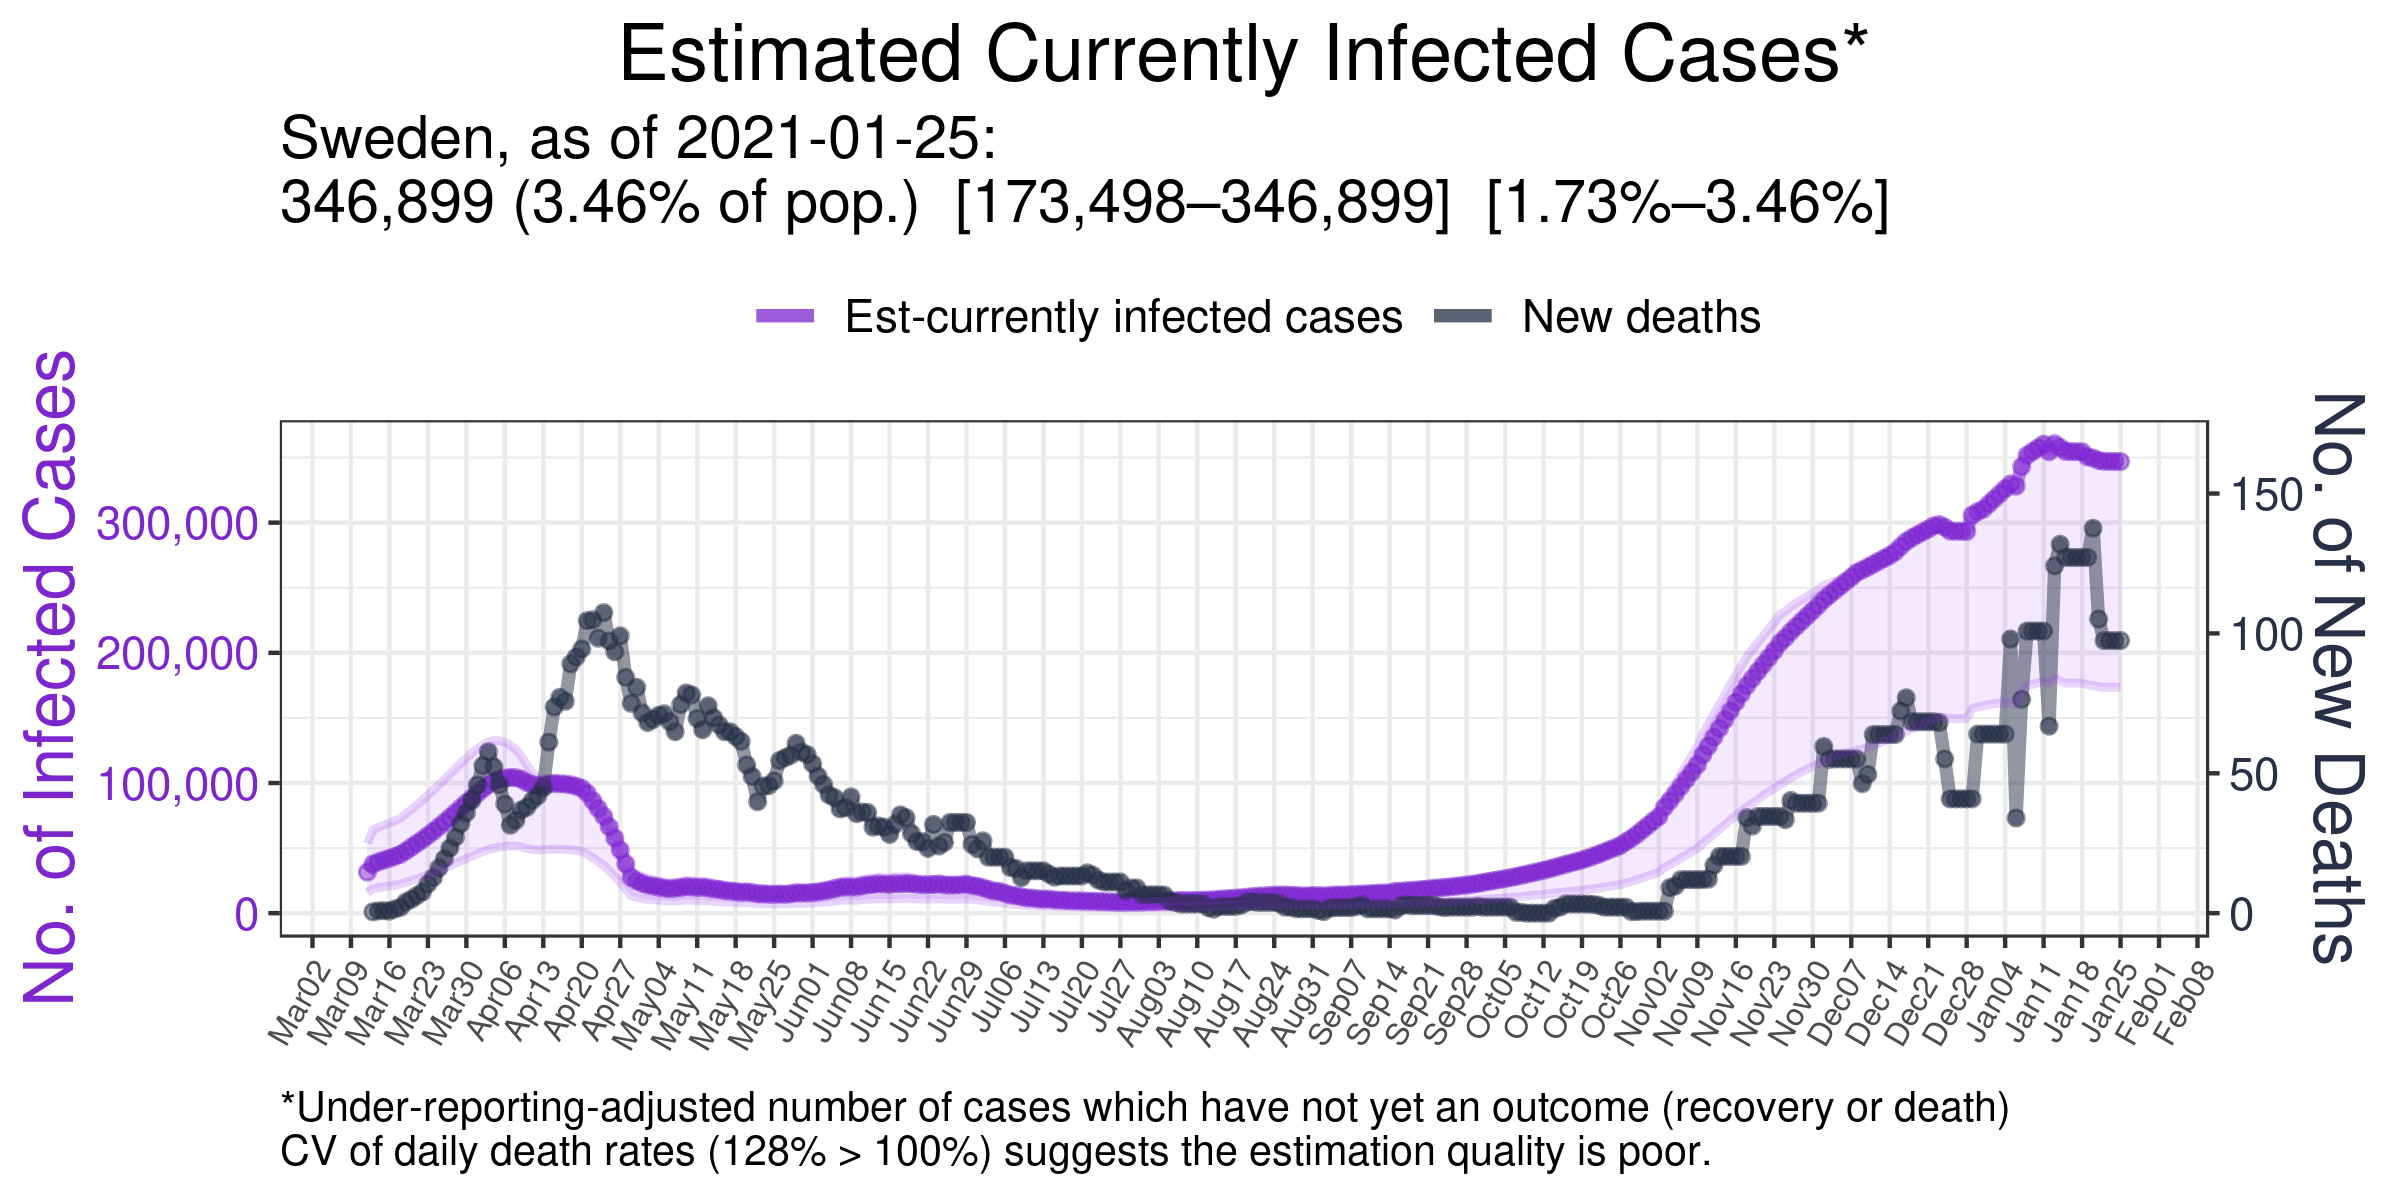 Estimated Currently Infected Cases*
Sweden, as of 2021-01-25:
346,899 (3.46% of pop.)  [173,498–346,899]  [1.73%–3.46%]
Est-currently infected cases
New deaths
No. of Infected Cases
300,000
200,000
100,000
0
150
100
50
0
No. of New Deaths
Mar02
Mar09
Mar16
Mar23
Mar30
Apr06
Apr13
Apr20
Apr27
May04
May11
May18
May25
Jun01
Jun08
Jun15
Jun22
Jun29
Jul06
Jul13
Jul20
Jul27
Aug03
Aug10
Aug17
Aug24
Aug31
Sep07
Sep14
Sep21
Sep28
Oct05
Oct12
Oct19
Oct26
Nov02
Nov09
Nov16
Nov23
Nov30
Dec07
Dec14
Dec21
Dec28
Jan04
Jan11
Jan18
Jan25
Feb01
Feb08
*Under-reporting-adjusted number of cases which have not yet an outcome (recovery or death)
CV of daily death rates (128% > 100%) suggests the estimation quality is poor.